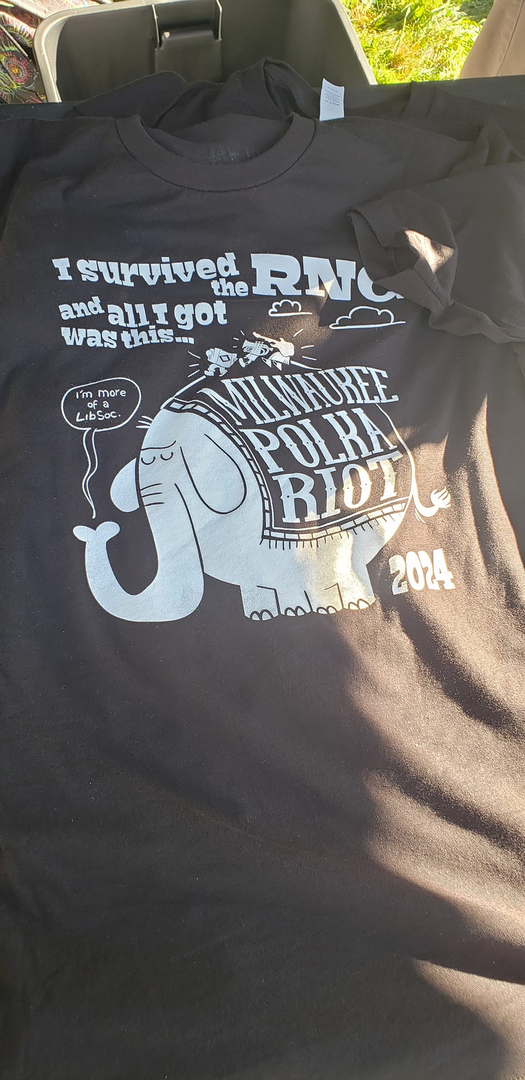 I survived
the RNC
and all I got
was this...
i'm more
of a
LibSoc.
MILWAUKEE
POLKA
RIOT
2024